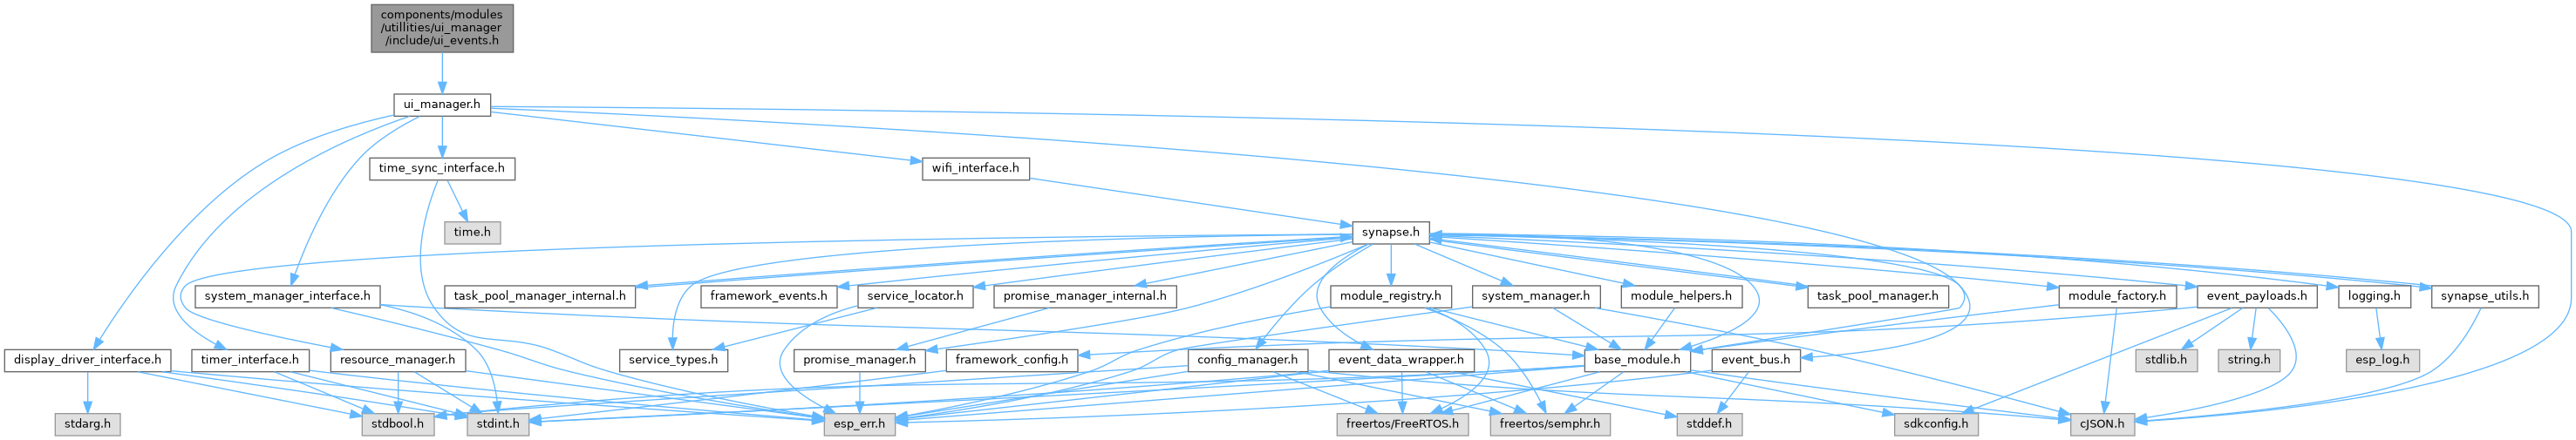 components/modules
/utillities/ui_manager
/include/ui_events.h
ui_manager.h
time_sync_interface.h
wifi_interface.h
time.h
synapse.h
system_manager_interface.h
task_pool_manager_internal.h
framework_events.h
service_locator.h
promise_manager_internal.h
module_registry.h
system_manager.h
module_helpers.h
task_pool_manager.h
module_factory.h
event_payloads.h
logging.h
synapse_utils.h
display_driver_interface.h
timer_interface.h
resource_manager.h
service_types.h
promise_manager.h
framework_config.h
config_manager.h
event_data_wrapper.h
base_module.h
event_bus.h
stdlib.h
string.h
esp_log.h
stdarg.h
stdbool.h
stdint.h
esp_err.h
freertos/FreeRTOS.h
freertos/semphr.h
stddef.h
sdkconfig.h
cJSON.h